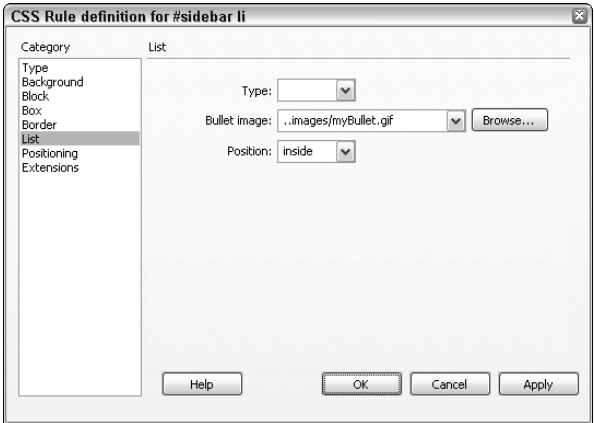 CSS Rule definition for #sidebar li
Category
List
Type
Background
Block
Box
Border
List
Positioning
Extensions
Type:
Bullet image: ..images/myBullet.gif Browse...
Position: inside
Help OK Cancel Apply